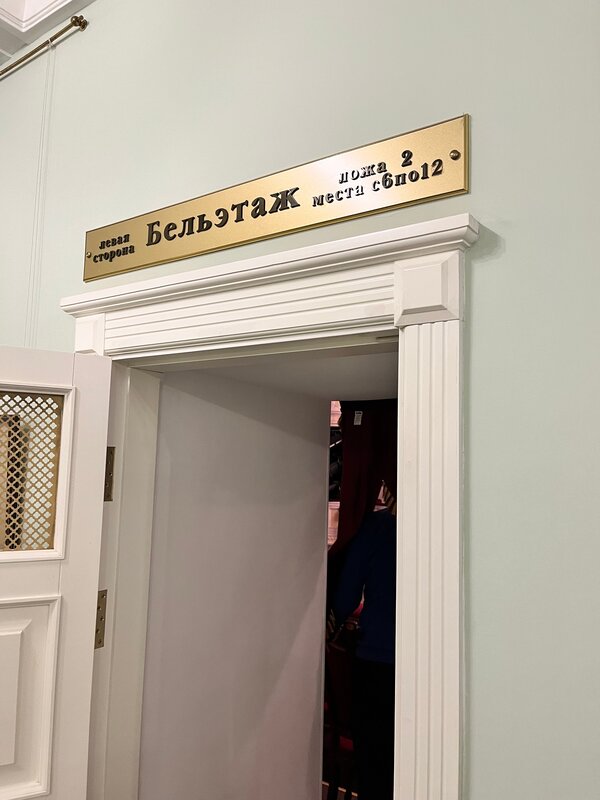 левая
сторона
Бельэтаж
ложа 2
места с6по12